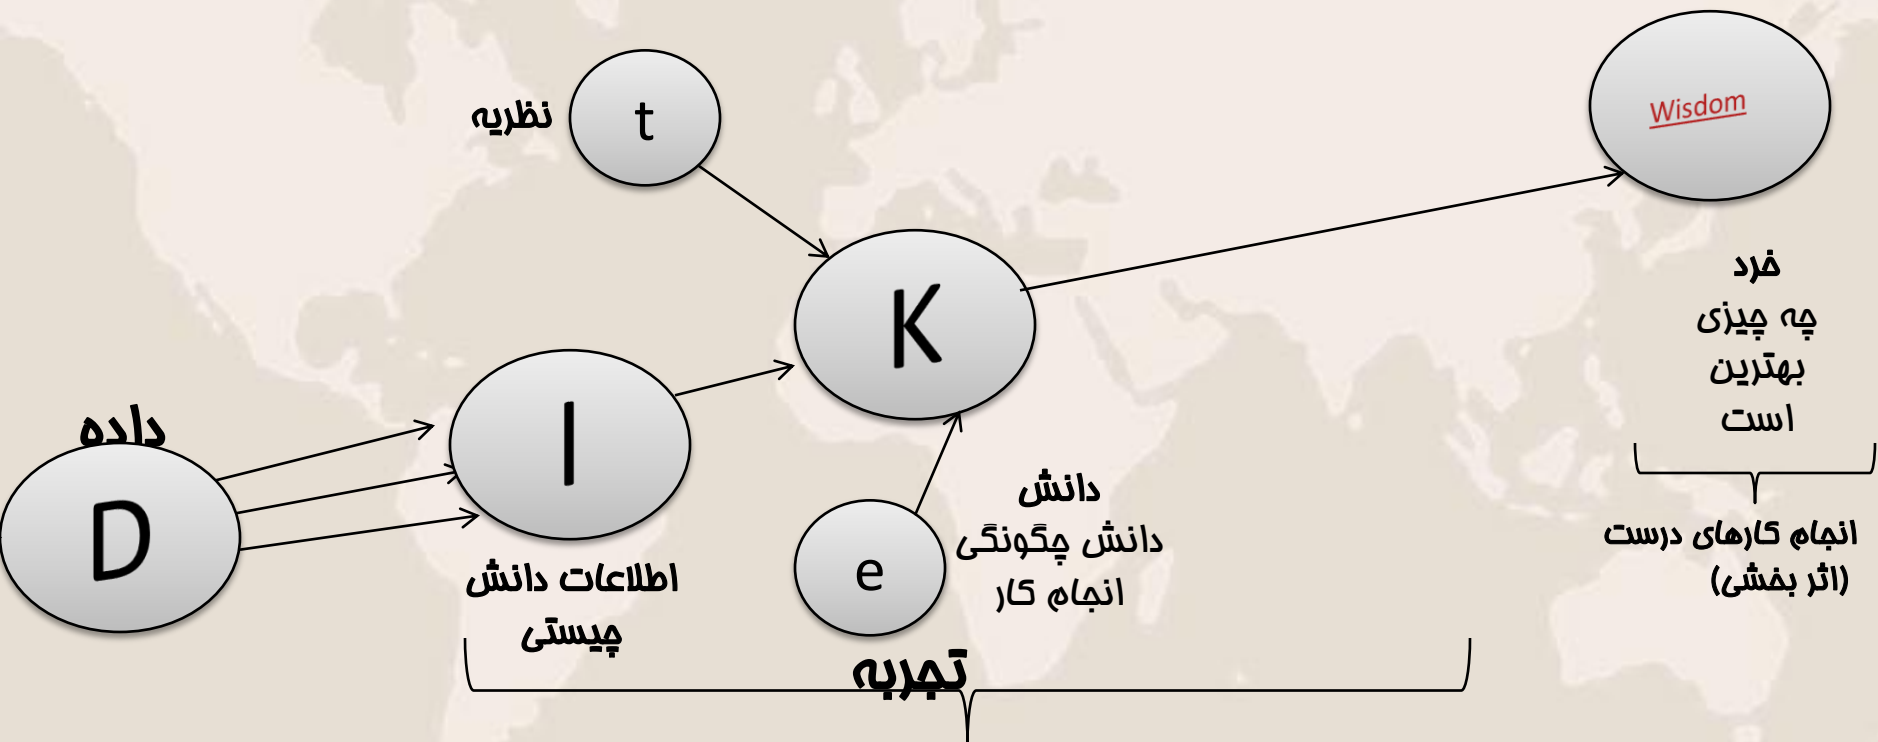 نظریه
t
Wisdom
K
خرد
چه چیزی
بهترین
است
داده
D
I
اطلاعات دانش
چیستی
e
دانش
دانش چگونگی
انجام کار
تجربه
انجام کارهای درست
(اثر بخشی)